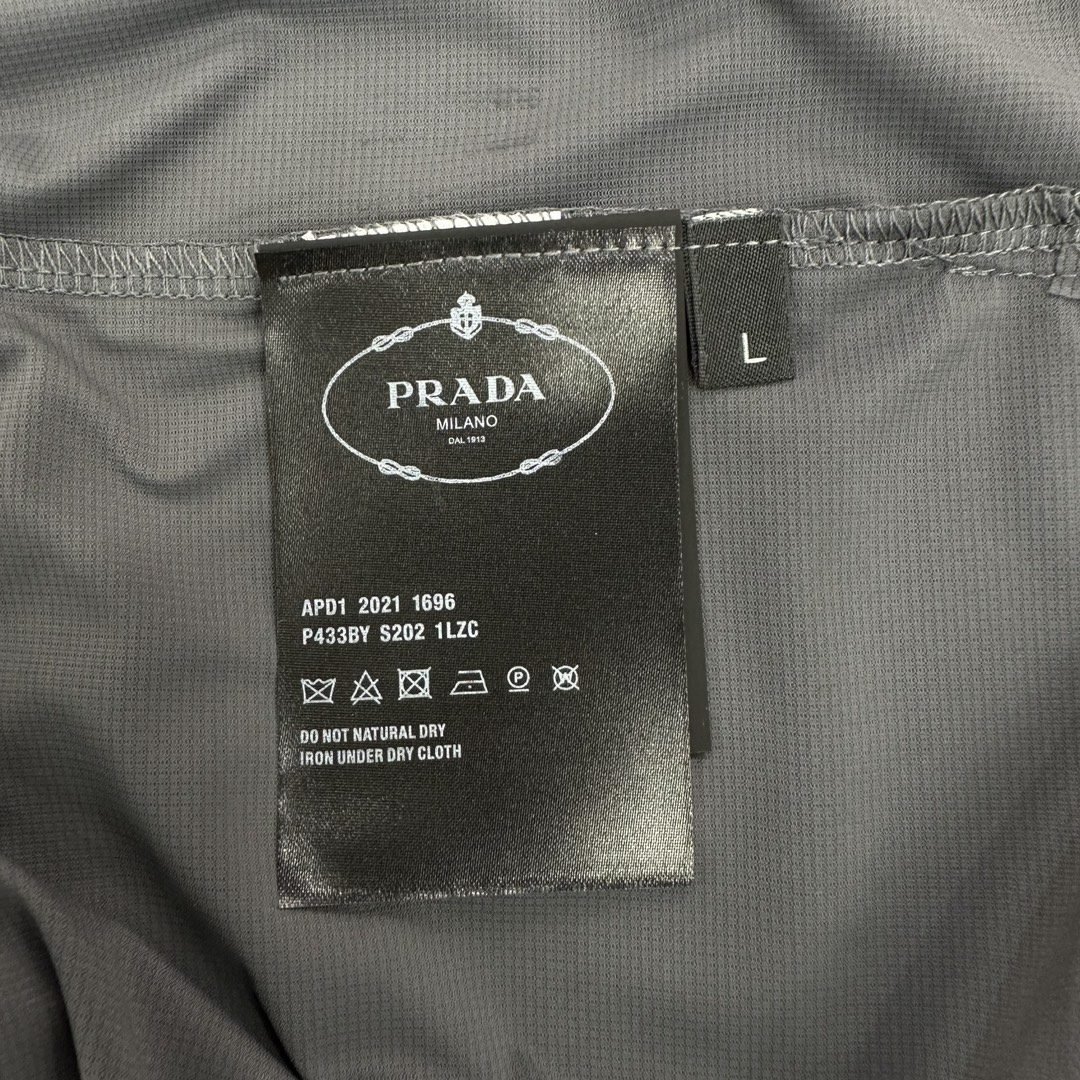 PRADA
MILANO
DAL 1913
L
APD1 2021 1696
P433BY S202 1LZC
P
W
DO NOT NATURAL DRY
IRON UNDER DRY CLOTH